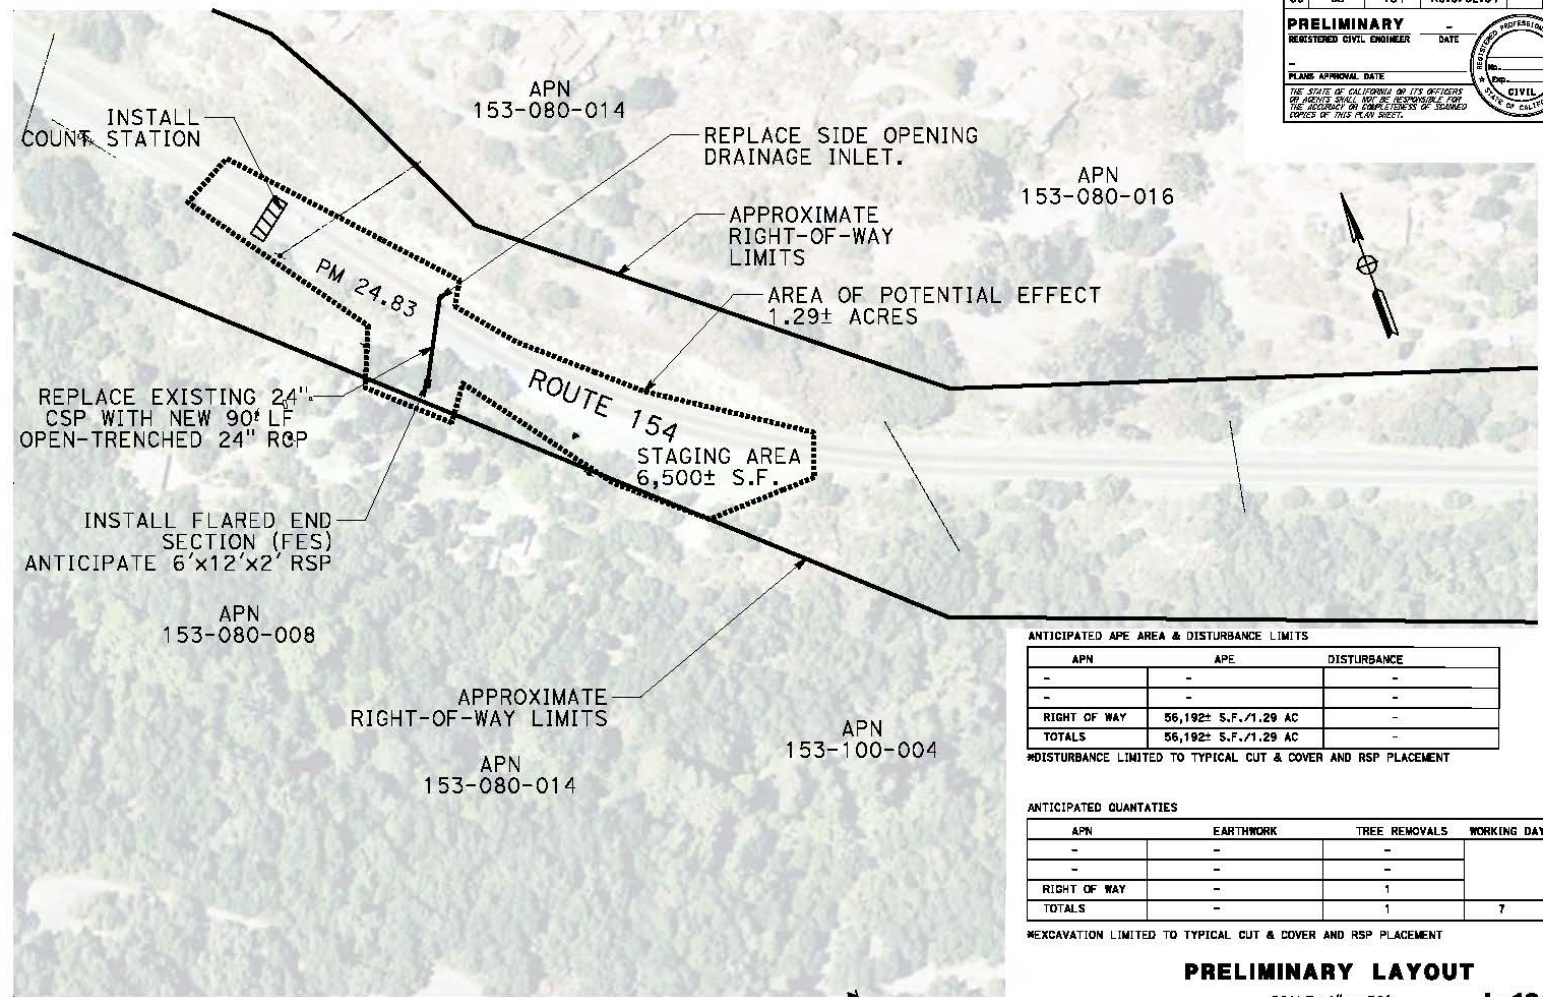 PRELIMINARY -
REGISTERED CIVIL ENGINEER DATE
-
PLANS APPROVAL DATE
THE STATE OF CALIFORNIA OR ITS OFFICERS
OR AGENTS SHALL NOT BE RESPONSIBLE FOR
THE ACCURACY OR COMPLETENESS OF SCANNED
COPIES OF THIS PLAN SHEET.
REGISTERED
No.
Exp.
CIVIL
APN
153-080-014
INSTALL
COUNT STATION
REPLACE SIDE OPENING
DRAINAGE INLET.
APN
153-080-016
APPROXIMATE
RIGHT-OF-WAY
LIMITS
PM 24.83
AREA OF POTENTIAL EFFECT
1.29± ACRES
REPLACE EXISTING 24"
CSP WITH NEW 90' LF
OPEN-TRENCHED 24" RCP
ROUTE 154
STAGING AREA
6,500± S.F.
INSTALL FLARED END
SECTION (FES)
ANTICIPATE 6'x12'x2' RSP
APN
153-080-008
APPROXIMATE
RIGHT-OF-WAY LIMITS
APN
153-080-014
APN
153-100-004
ANTICIPATED APE AREA & DISTURBANCE LIMITS
APN APE DISTURBANCE
- - -
- - -
RIGHT OF WAY 56,192± S.F./1.29 AC -
TOTALS 56,192± S.F./1.29 AC -
*DISTURBANCE LIMITED TO TYPICAL CUT & COVER AND RSP PLACEMENT
ANTICIPATED QUANTATIES
APN EARTHWORK TREE REMOVALS WORKING DAY
- - -
- - -
RIGHT OF WAY - 1
TOTALS - 1 7
*EXCAVATION LIMITED TO TYPICAL CUT & COVER AND RSP PLACEMENT
PRELIMINARY LAYOUT